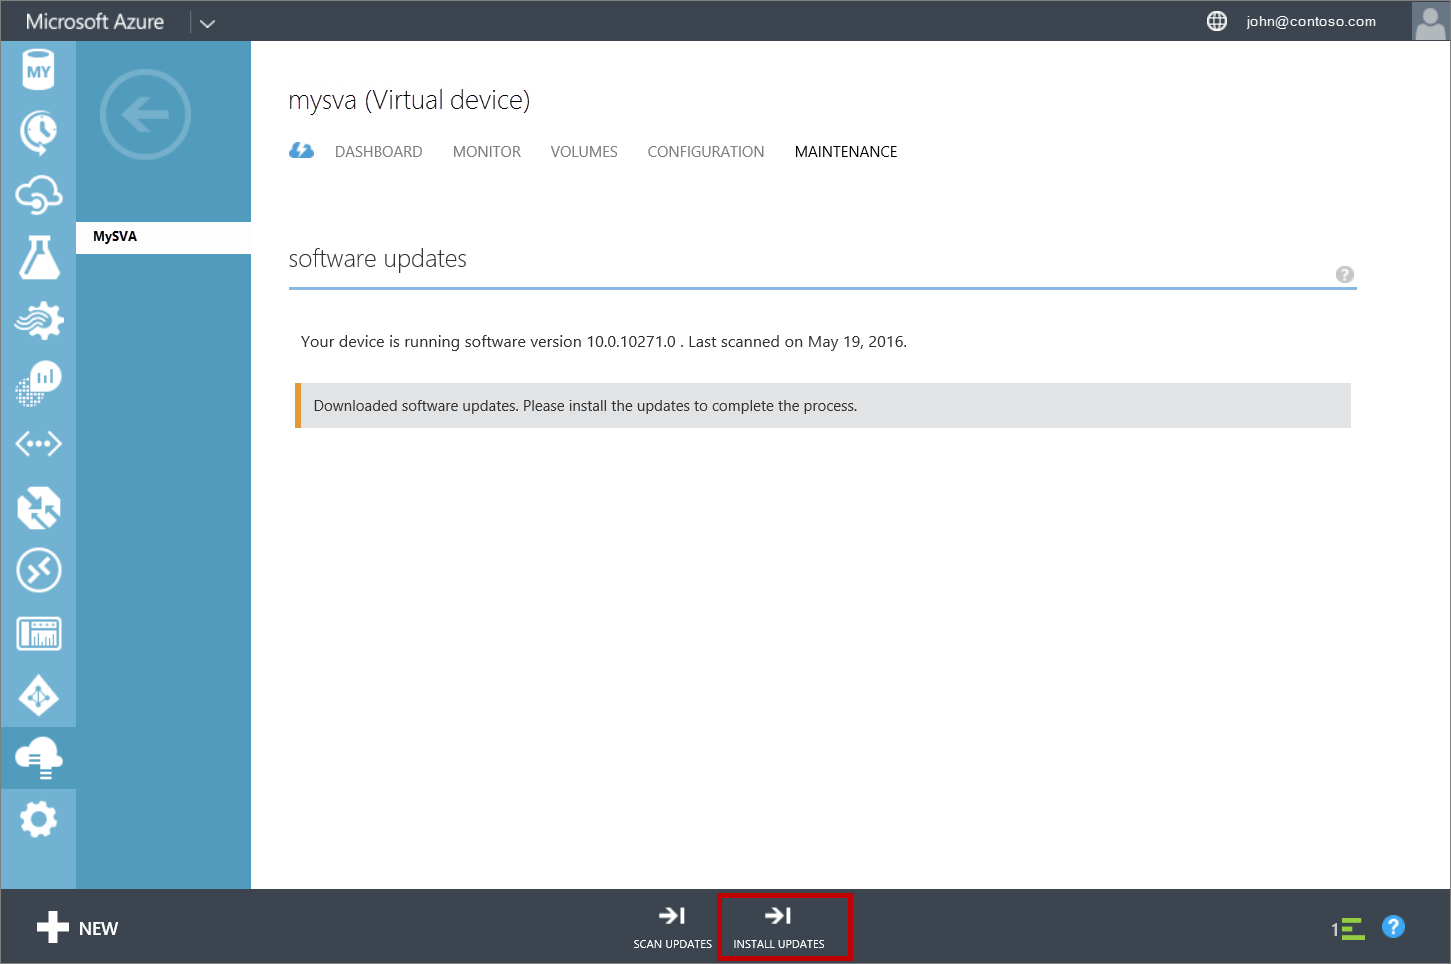 Microsoft Azure
john@contoso.com
MY
mysva (Virtual device)
DASHBOARD MONITOR VOLUMES CONFIGURATION MAINTENANCE
MySVA
software updates
?
Your device is running software version 10.0.10271.0 . Last scanned on May 19, 2016.
Downloaded software updates. Please install the updates to complete the process.
NEW
SCAN UPDATES
INSTALL UPDATES
1
?